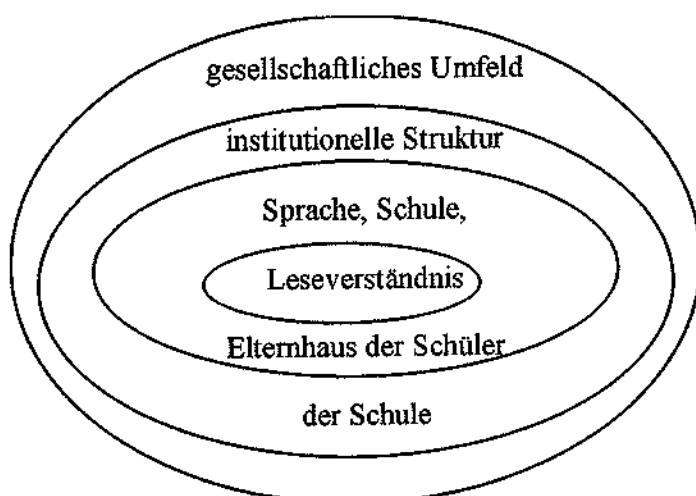 gesellschaftliches Umfeld
institutionelle Struktur
Sprache, Schule,
Leseverständnis
Elternhaus der Schüler
der Schule